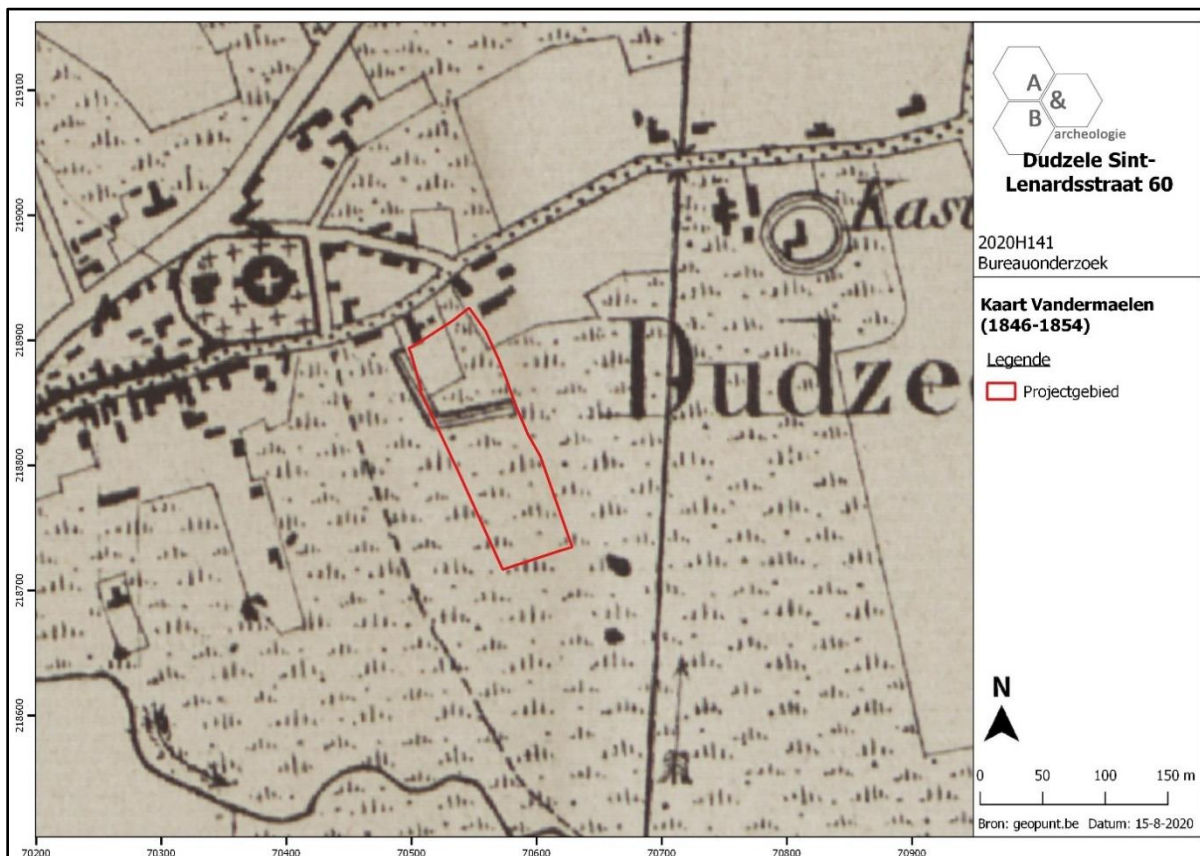 219100
219000
218900
218800
218700
218600
70200
70300
70400
70500
70600
70700
70800
70900
Kast
Dudze
A
&
B
archeologie
Dudzele Sint-
Lenardsstraat 60
2020H141
Bureauonderzoek
Kaart Vandermaelen
(1846-1854)
Legende
Projectgebied
N
0 50 100 150 m
Bron: geopunt.be Datum: 15-8-2020